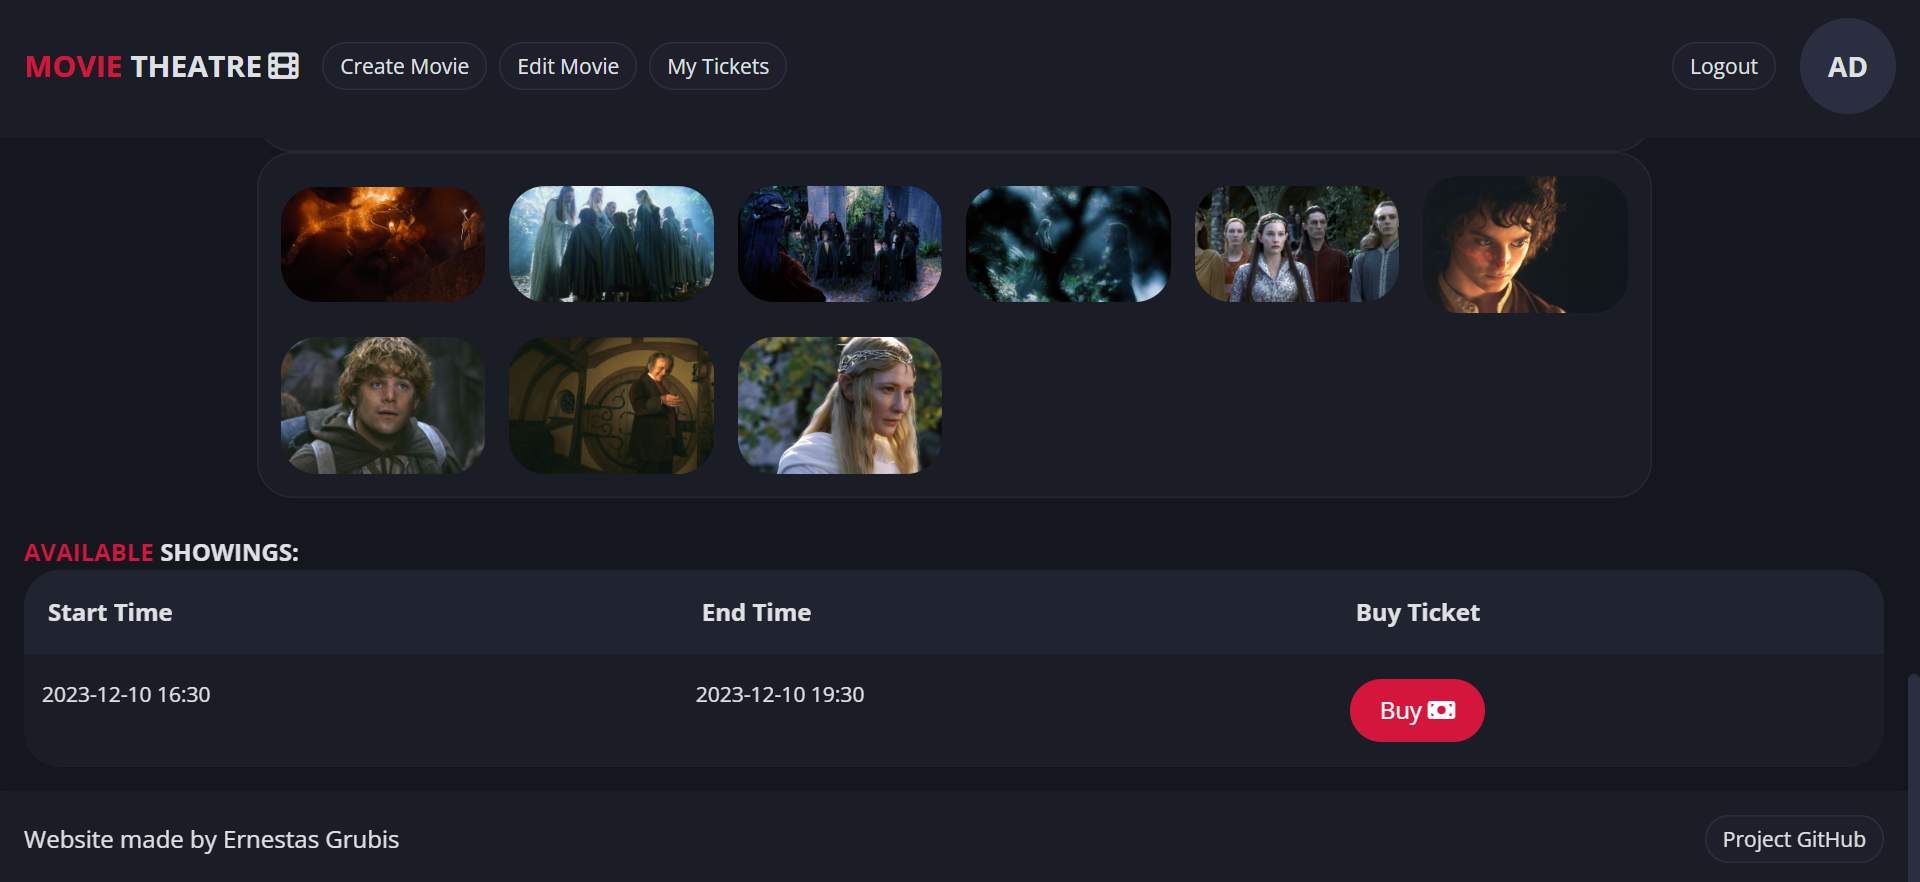 MOVIE THEATRE
Create Movie
Edit Movie
My Tickets
Logout
AD
AVAILABLE SHOWINGS:
Start Time
End Time
Buy Ticket
2023-12-10 16:30
2023-12-10 19:30
Buy
Website made by Ernestas Grubis
Project GitHub